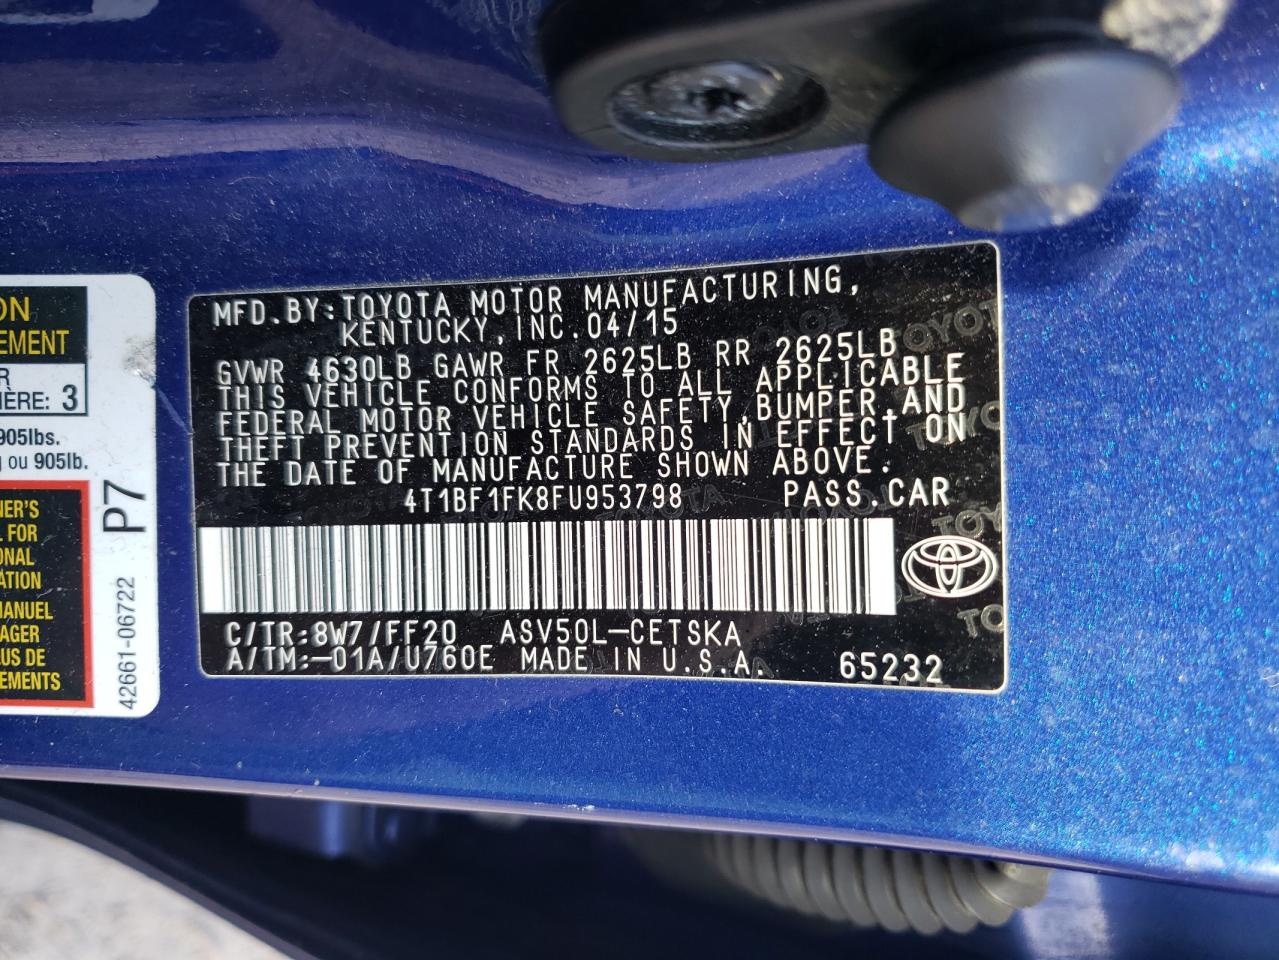 MFD.BY:TOYOTA MOTOR MANUFACTURING,
KENTUCKY,INC.04/15
GVWR 4630LB GAWR FR 2625LB RR 2625LB
THIS VEHICLE CONFORMS TO ALL APPLICABLE
FEDERAL MOTOR VEHICLE SAFETY,BUMPER,AND
THEFT PREVENTION STANDARDS IN EFFECT ON
THE DATE OF MANUFACTURE SHOWN ABOVE.
4T1BF1FK8FU953798 PASS.CAR
C/TR:8W7/FF20 ASV50L-CETSKA
A/TM:-01A/U760E MADE IN U.S.A. 65232
ON
EMENT
R
IÈRE: 3
905lbs.
g ou 905lb.
NER'S
L FOR
ONAL
ATION
MANUEL
AGER
LUS DE
EMENTS
P7
42661-06722
TOYOTA